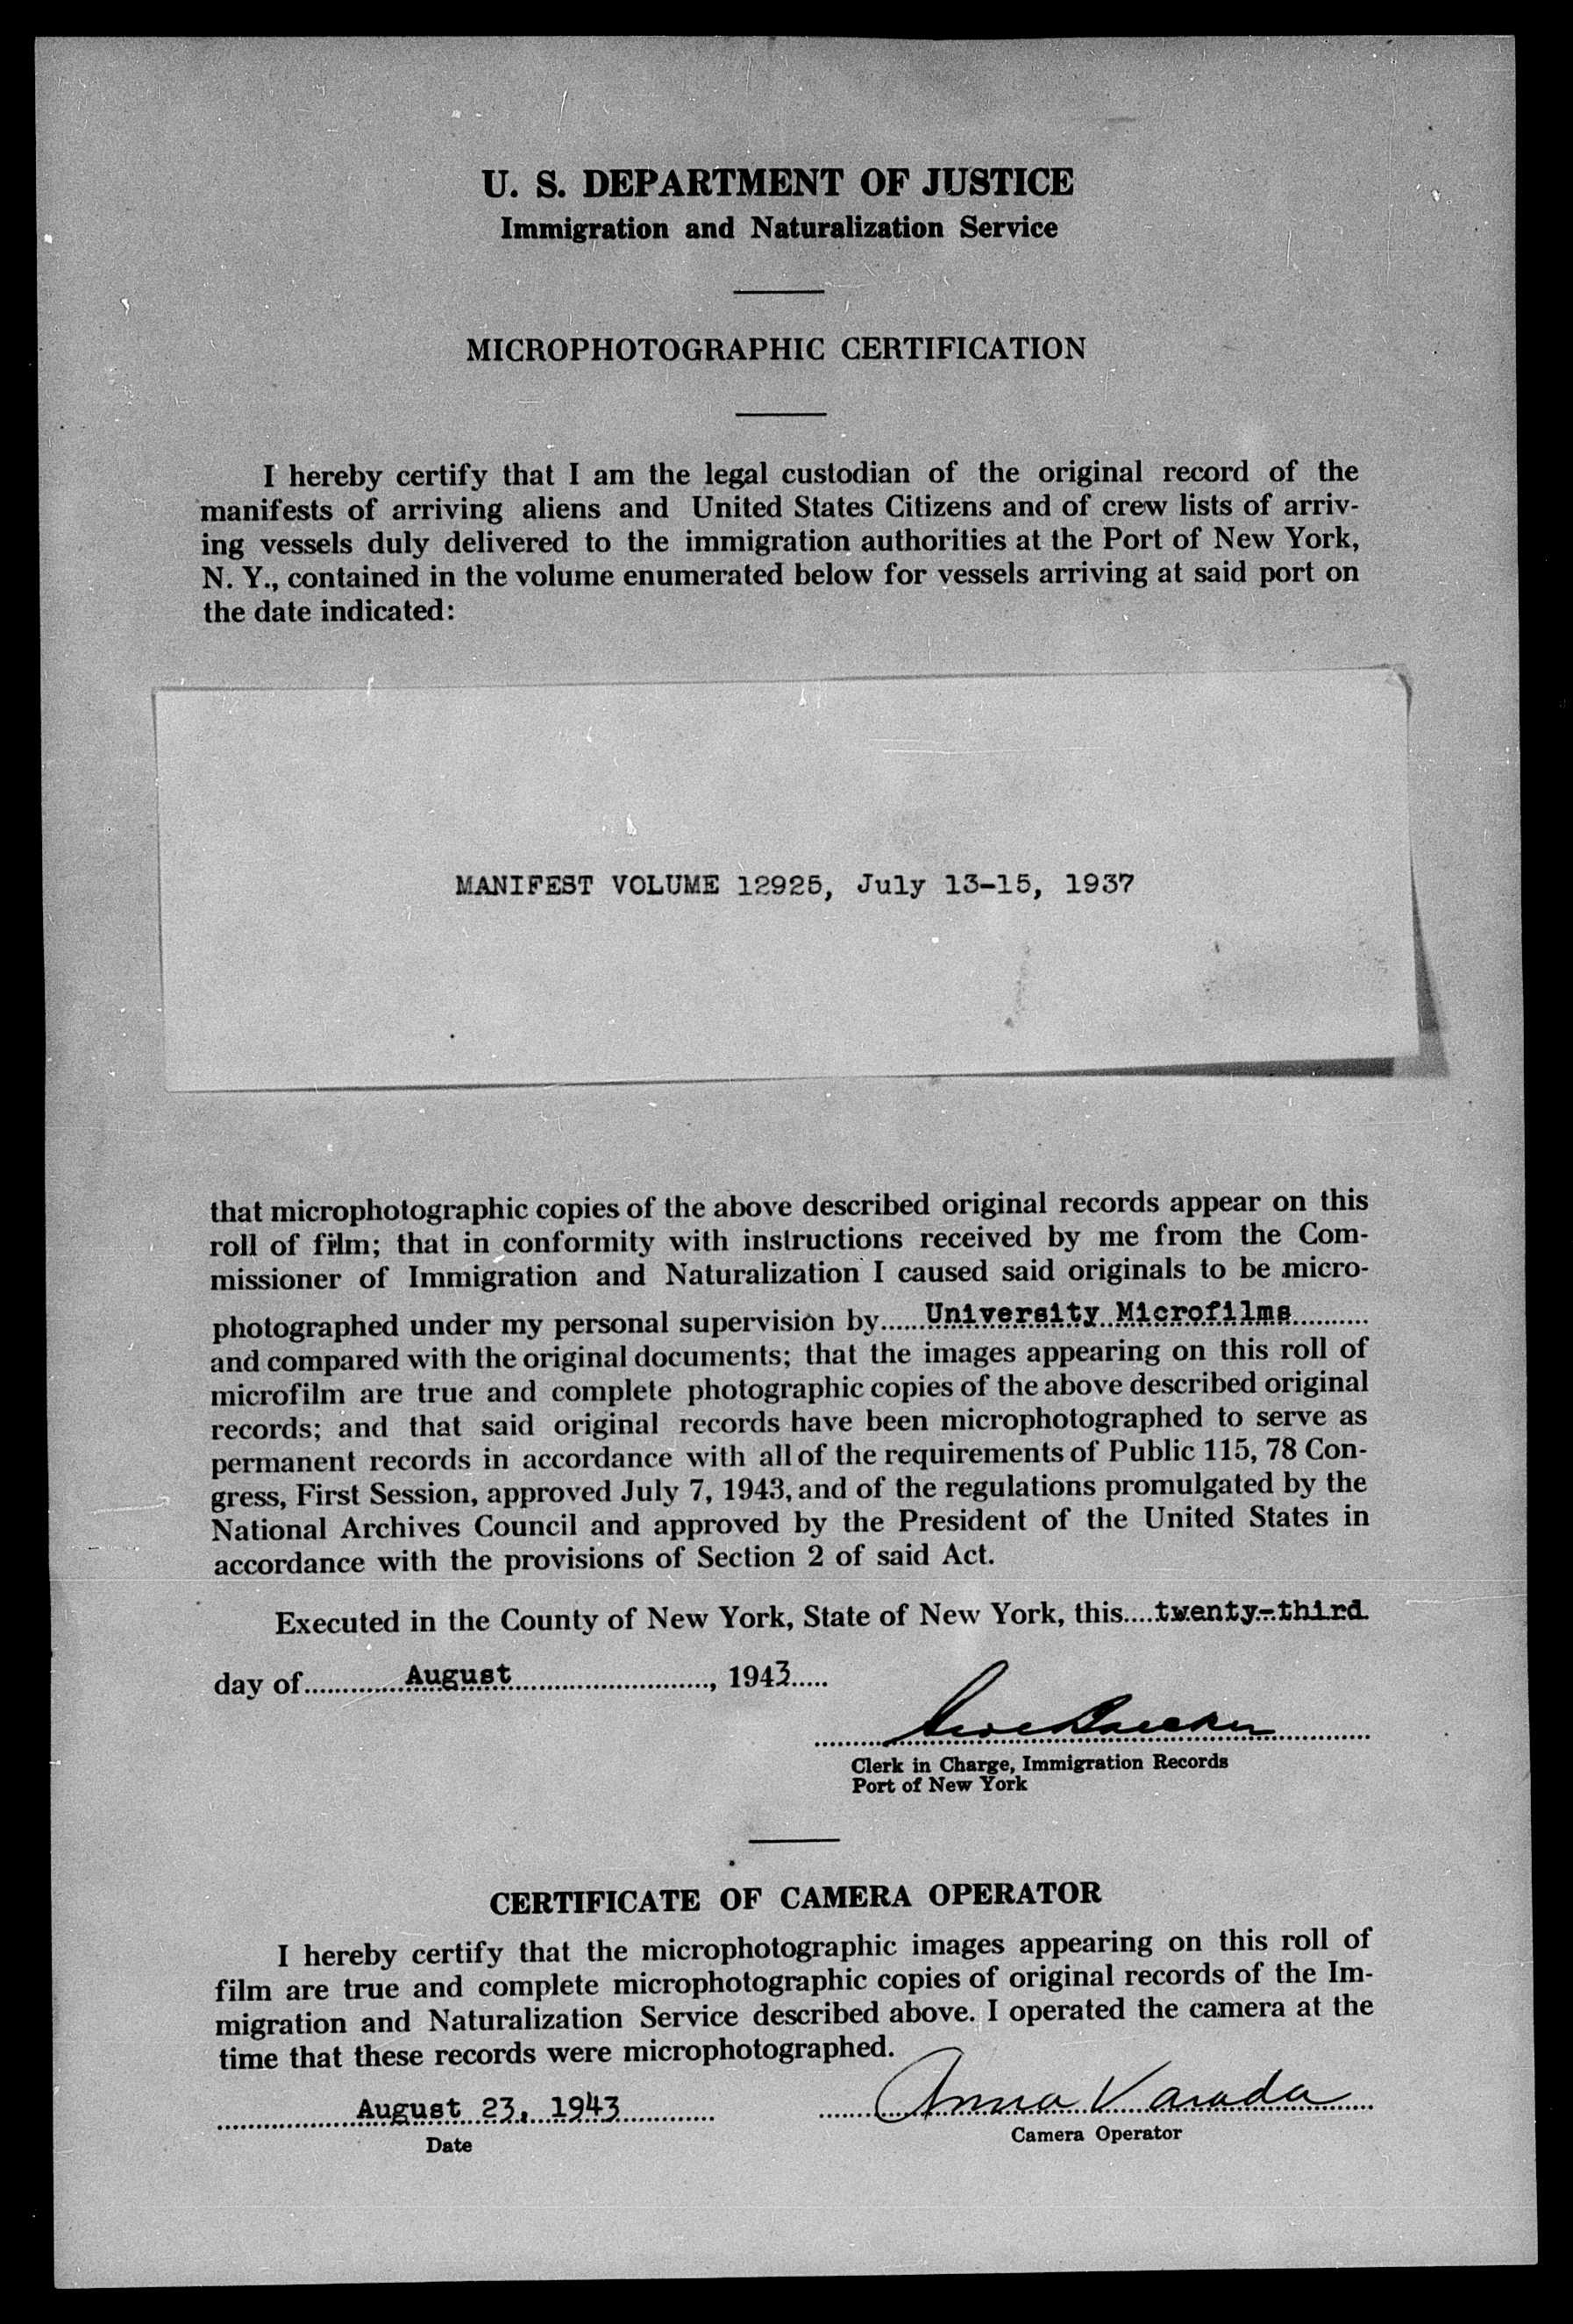 U. S. DEPARTMENT OF JUSTICE
Immigration and Naturalization Service
MICROPHOTOGRAPHIC CERTIFICATION
I hereby certify that I am the legal custodian of the original record of the
manifests of arriving aliens and United States Citizens and of crew lists of arriv-
ing vessels duly delivered to the immigration authorities at the Port of New York,
N. Y., contained in the volume enumerated below for vessels arriving at said port on
the date indicated:
MANIFEST VOLUME 12925, July 13-15, 1937
that microphotographic copies of the above described original records appear on this
roll of film; that in conformity with instructions received by me from the Com-
missioner of Immigration and Naturalization I caused said originals to be micro-
photographed under my personal supervision by......University Microfilms..........
and compared with the original documents; that the images appearing on this roll of
microfilm are true and complete photographic copies of the above described original
records; and that said original records have been microphotographed to serve as
permanent records in accordance with all of the requirements of Public 115, 78 Con-
gress, First Session, approved July 7, 1943, and of the regulations promulgated by the
National Archives Council and approved by the President of the United States in
accordance with the provisions of Section 2 of said Act.
Executed in the County of New York, State of New York, this....twenty-third
day of.............August............................, 1943.....
Clerk in Charge, Immigration Records
Port of New York
CERTIFICATE OF CAMERA OPERATOR
I hereby certify that the microphotographic images appearing on this roll of
film are true and complete microphotographic copies of original records of the Im-
migration and Naturalization Service described above. I operated the camera at the
time that these records were microphotographed.
August 23, 1943
Anna Varada
Date
Camera Operator